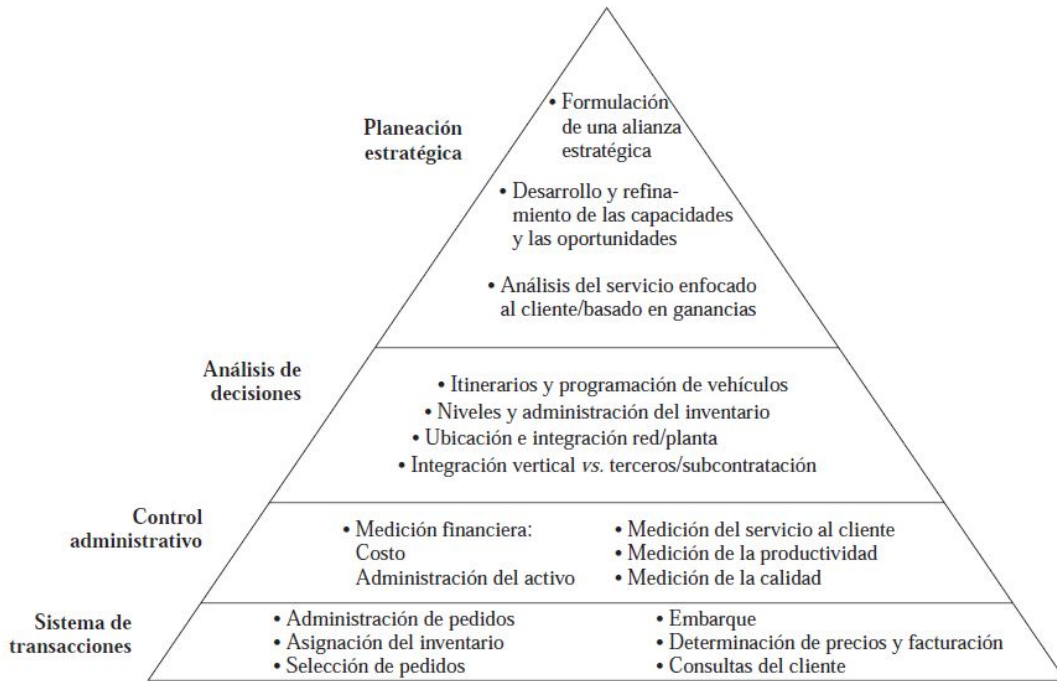 Planeación
estratégica
• Formulación
de una alianza
estratégica
• Desarrollo y refina-
miento de las capacidades
y las oportunidades
• Análisis del servicio enfocado
al cliente/basado en ganancias
Análisis de
decisiones
• Itinerarios y programación de vehículos
• Niveles y administración del inventario
• Ubicación e integración red/planta
• Integración vertical vs. terceros/subcontratación
Control
administrativo
• Medición financiera:
Costo
Administración del activo
• Medición del servicio al cliente
• Medición de la productividad
• Medición de la calidad
Sistema de
transacciones
• Administración de pedidos
• Asignación del inventario
• Selección de pedidos
• Embarque
• Determinación de precios y facturación
• Consultas del cliente